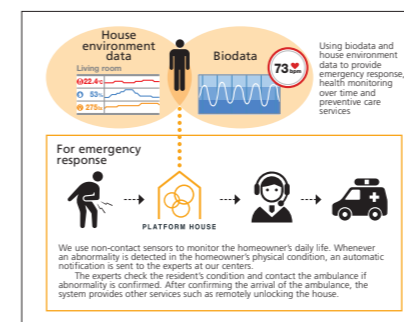 House
environment
data
Living room
22.4°C
53%
275
Biodata
73
bpm
Using biodata and
house environment
data to provide
emergency response,
health monitoring
over time and
preventive care
services
For emergency
response
PLATFORM HOUSE
We use non-contact sensors to monitor the homeowner's daily life. Whenever
an abnormality is detected in the homeowner's physical condition, an automatic
notification is sent to the experts at our centers.
The experts check the resident's condition and contact the ambulance if
abnormality is confirmed. After confirming the arrival of the ambulance, the
system provides other services such as remotely unlocking the house.